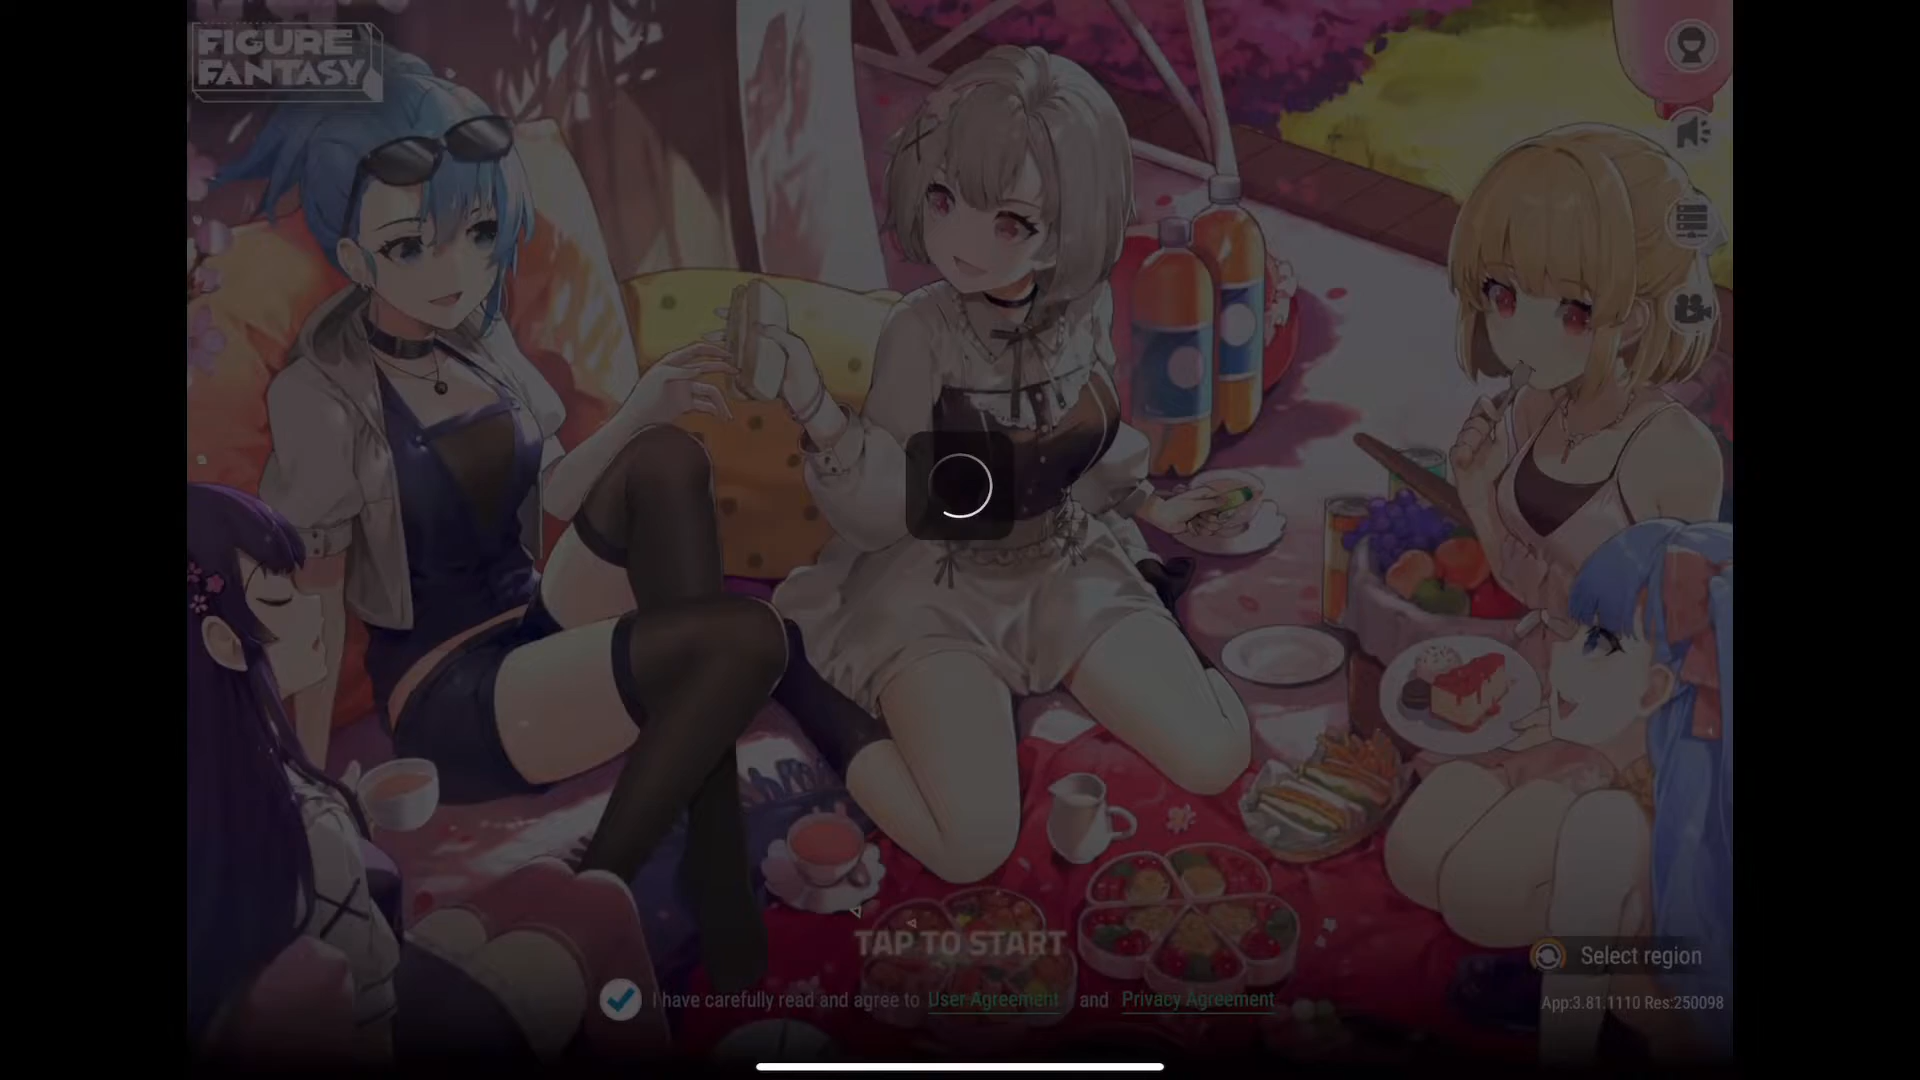 FIGURE
FANTASY
TAP TO START
I have carefully read and agree to User Agreement and Privacy Agreement
Select region
App:3.81.1110 Res:250098